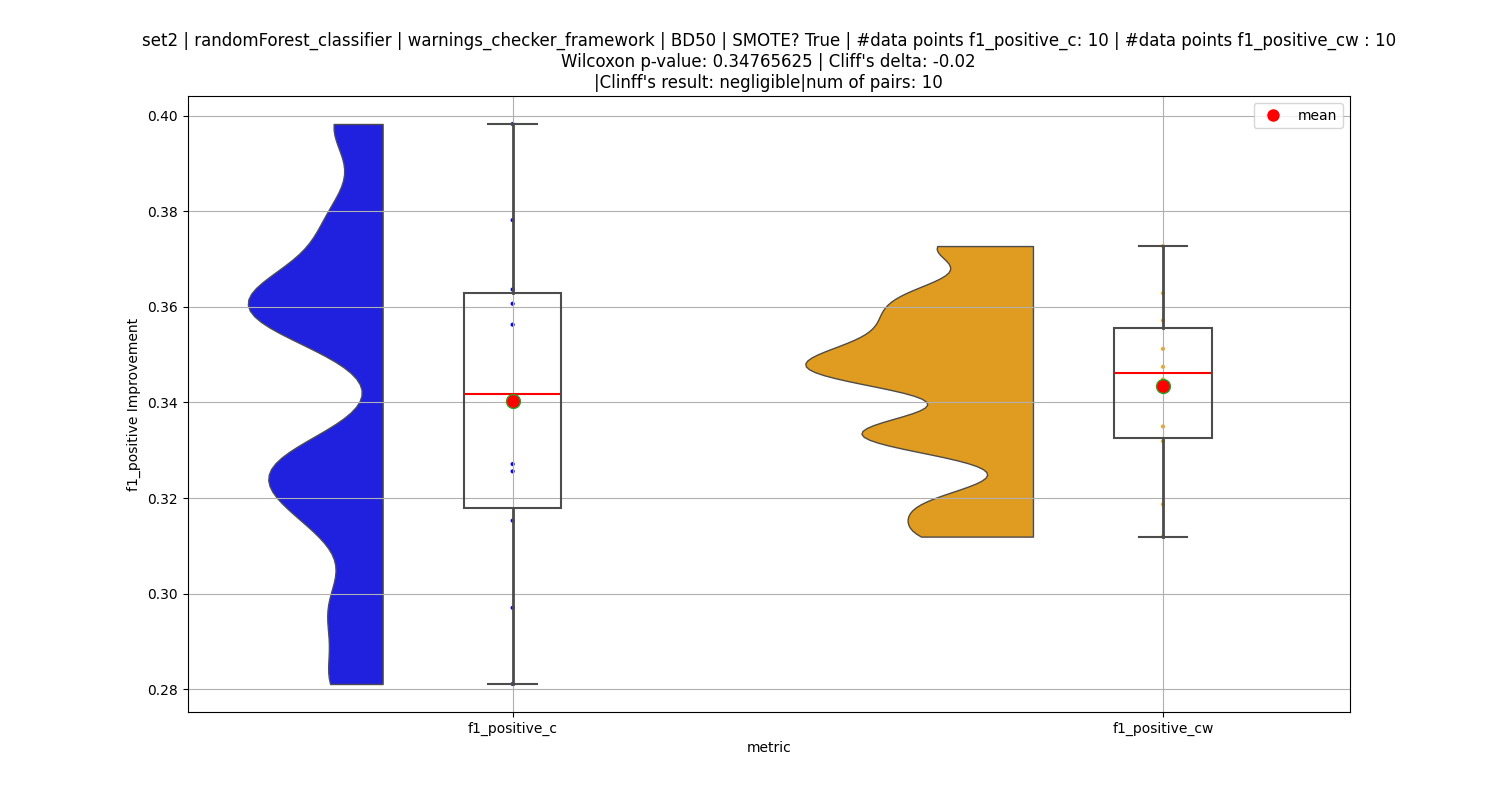 set2 | randomForest_classifier | warnings_checker_framework | BD50 | SMOTE? True | #data points f1_positive_c: 10 | #data points f1_positive_cw : 10
Wilcoxon p-value: 0.34765625 | Cliff's delta: -0.02
|Clinff's result: negligible|num of pairs: 10
mean
0.40
0.38
0.36
0.34
0.32
0.30
0.28
f1_positive Improvement
f1_positive_c
f1_positive_cw
metric